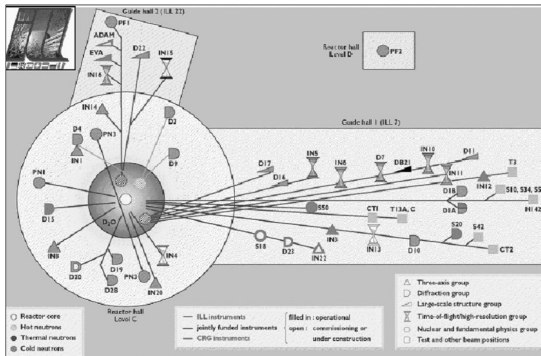 Guide hall 2 (ILL 22)
PF1
ADAM
EVA
D22
IN15
IN16
Reactor hall
Level D
PF2
IN14
D4
PN3
D2
IN1
D9
PN1
D15
D2O
IN8
IN4
D20
D19
D2B
PN3
IN20
Reactor hall
Level C
Guide hall 1 (ILL 7)
D17
D16
IN5
IN6
D7
DB21
IN10
IN11
D11
T3
IN12
D1B
D1A
S10, S34, S5
H142
S50
CT1
T13A, C
S20
S42
S18
D23
IN3
IN22
IN13
D10
CT2
Reactor core
Hot neutrons
Thermal neutrons
Cold neutrons
ILL instruments
jointly funded instruments
CRG instruments
filled in: operational
open: commissioning or
under construction
Three-axis group
Diffraction group
Large-scale structure group
Time-of-flight/high-resolution group
Nuclear and fundamental physics group
Test and other beam positions